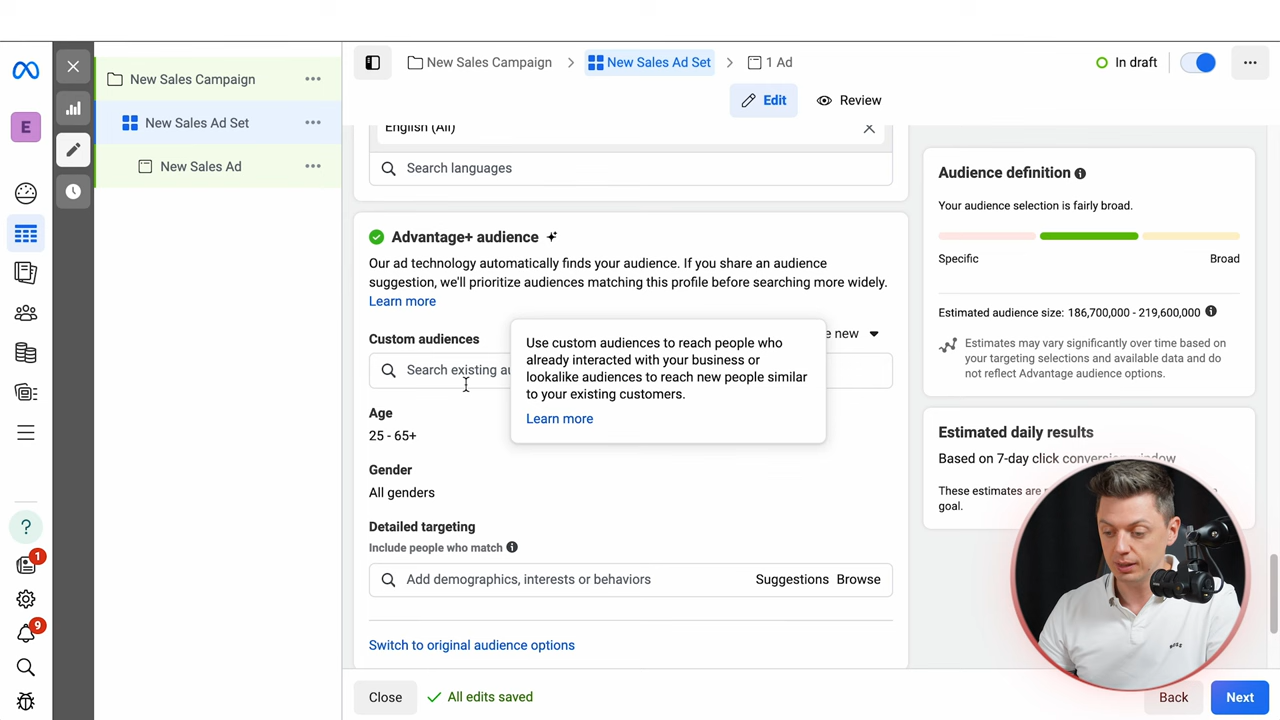 New Sales Campaign
New Sales Ad Set
New Sales Ad
E
?
1
9
New Sales Campaign
New Sales Ad Set
1 Ad
In draft
Edit
Review
English (All)
Search languages
Advantage+ audience
Our ad technology automatically finds your audience. If you share an audience
suggestion, we'll prioritize audiences matching this profile before searching more widely.
Learn more
Custom audiences
new
Search existing
Use custom audiences to reach people who
already interacted with your business or
lookalike audiences to reach new people similar
to your existing customers.
Learn more
Age
25 - 65+
Gender
All genders
Detailed targeting
Include people who match
Add demographics, interests or behaviors
Suggestions Browse
Switch to original audience options
Close
All edits saved
Back
Next
Audience definition
Your audience selection is fairly broad.
Specific
Broad
Estimated audience size: 186,700,000 - 219,600,000
Estimates may vary significantly over time based on
your targeting selections and available data and do
not reflect Advantage audience options.
Estimated daily results
Based on 7-day click conversion window
These estimates are
goal.